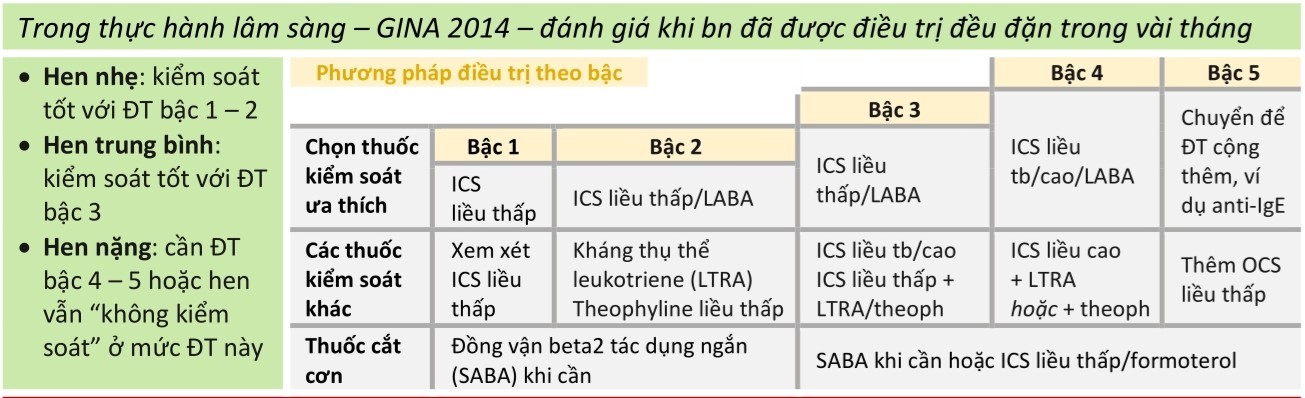 Trong thực hành lâm sàng – GINA 2014 – đánh giá khi bn đã được điều trị đều đặn trong vài tháng
• Hen nhẹ: kiểm soát
tốt với ĐT bậc 1 – 2
• Hen trung bình:
kiểm soát tốt với ĐT
bậc 3
• Hen nặng: cần ĐT
bậc 4 – 5 hoặc hen
vẫn “không kiểm
soát” ở mức ĐT này
Phương pháp điều trị theo bậc
Bậc 1
Bậc 2
Bậc 3
Bậc 4
Bậc 5
Chọn thuốc
kiểm soát
ưa thích
ICS
liều thấp
ICS liều thấp/LABA
ICS liều
thấp/LABA
ICS liều
tb/cao/LABA
Chuyển để
ĐT cộng
thêm, ví
dụ anti-IgE
Các thuốc
kiểm soát
khác
Xem xét
ICS liều
thấp
Kháng thụ thể
leukotriene (LTRA)
Theophyline liều thấp
ICS liều tb/cao
ICS liều thấp +
LTRA/theoph
ICS liều cao
+ LTRA
hoặc + theoph
Thêm OCS
liều thấp
Thuốc cắt
cơn
Đồng vận beta2 tác dụng ngắn
(SABA) khi cần
SABA khi cần hoặc ICS liều thấp/formoterol